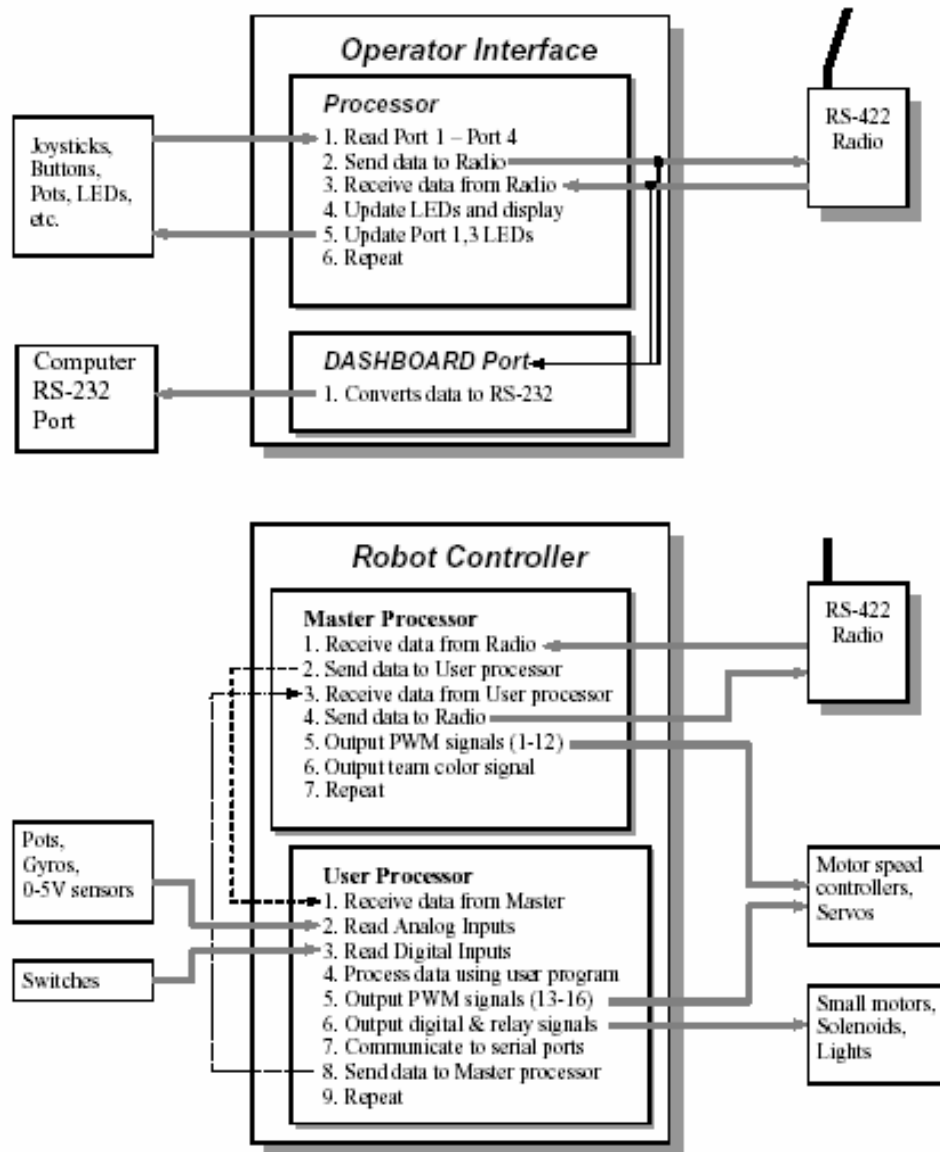 Operator Interface
Processor
1. Read Port 1 – Port 4
2. Send data to Radio
3. Receive data from Radio
4. Update LEDs and display
5. Update Port 1,3 LEDs
6. Repeat
Joysticks,
Buttons,
Pots, LEDs,
etc.
RS-422
Radio
DASHBOARD Port
1. Converts data to RS-232
Computer
RS-232
Port
Robot Controller
Master Processor
1. Receive data from Radio
2. Send data to User processor
3. Receive data from User processor
4. Send data to Radio
5. Output PWM signals (1-12)
6. Output team color signal
7. Repeat
RS-422
Radio
User Processor
1. Receive data from Master
2. Read Analog Inputs
3. Read Digital Inputs
4. Process data using user program
5. Output PWM signals (13-16)
6. Output digital & relay signals
7. Communicate to serial ports
8. Send data to Master processor
9. Repeat
Pots,
Gyros,
0-5V sensors
Switches
Motor speed
controllers,
Servos
Small motors,
Solenoids,
Lights